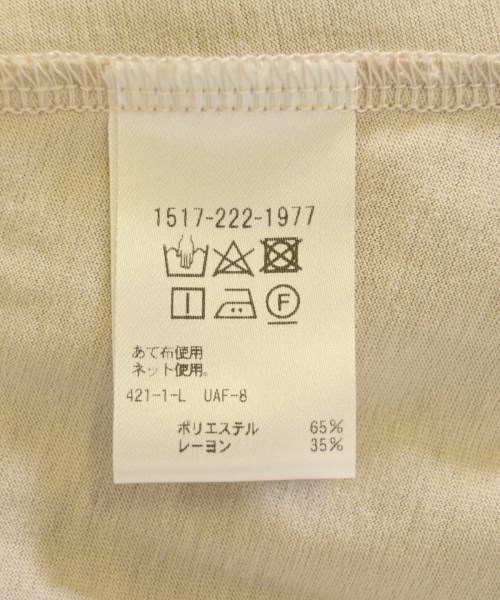 1517-222-1977
F
あて布使用
ネット使用。
421-1-L UAF-8
ポリエステル 65%
レーヨン 35%